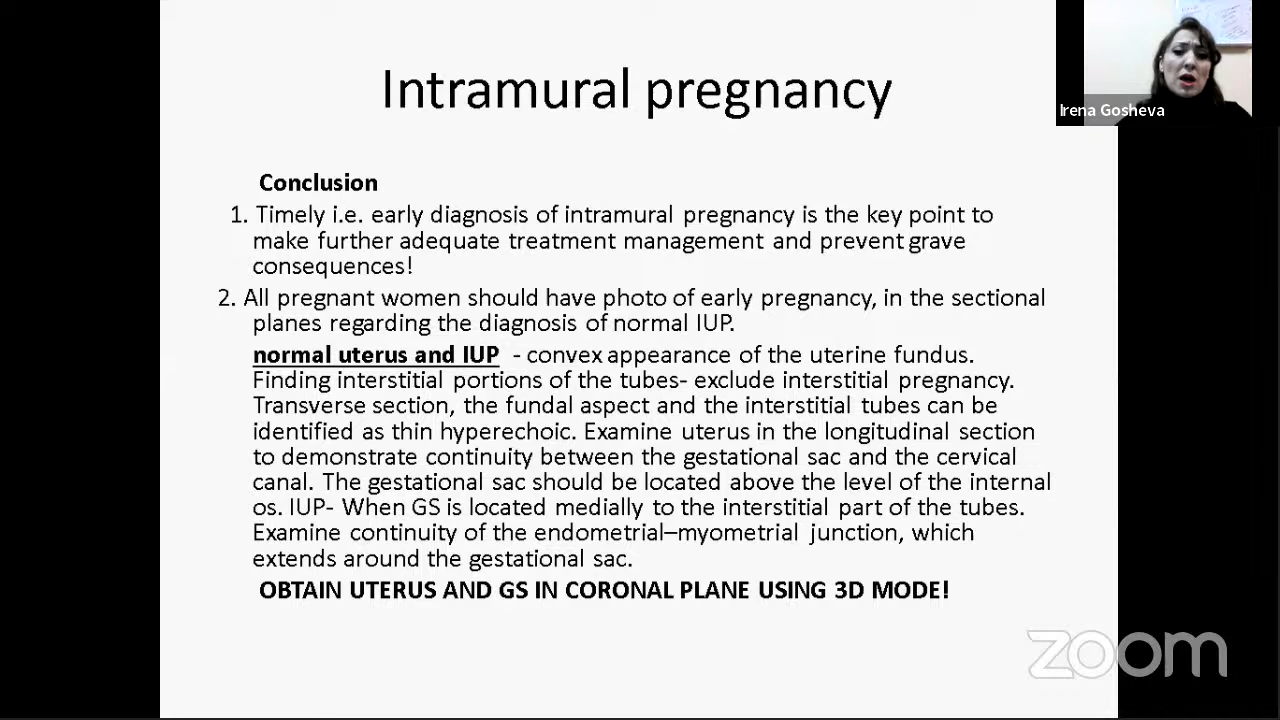 Intramural pregnancy
Irena Gosheva
Conclusion
1. Timely i.e. early diagnosis of intramural pregnancy is the key point to
make further adequate treatment management and prevent grave
consequences!
2. All pregnant women should have photo of early pregnancy, in the sectional
planes regarding the diagnosis of normal IUP.
normal uterus and IUP - convex appearance of the uterine fundus.
Finding interstitial portions of the tubes- exclude interstitial pregnancy.
Transverse section, the fundal aspect and the interstitial tubes can be
identified as thin hyperechoic. Examine uterus in the longitudinal section
to demonstrate continuity between the gestational sac and the cervical
canal. The gestational sac should be located above the level of the internal
os. IUP- When GS is located medially to the interstitial part of the tubes.
Examine continuity of the endometrial–myometrial junction, which
extends around the gestational sac.
OBTAIN UTERUS AND GS IN CORONAL PLANE USING 3D MODE!
zoom